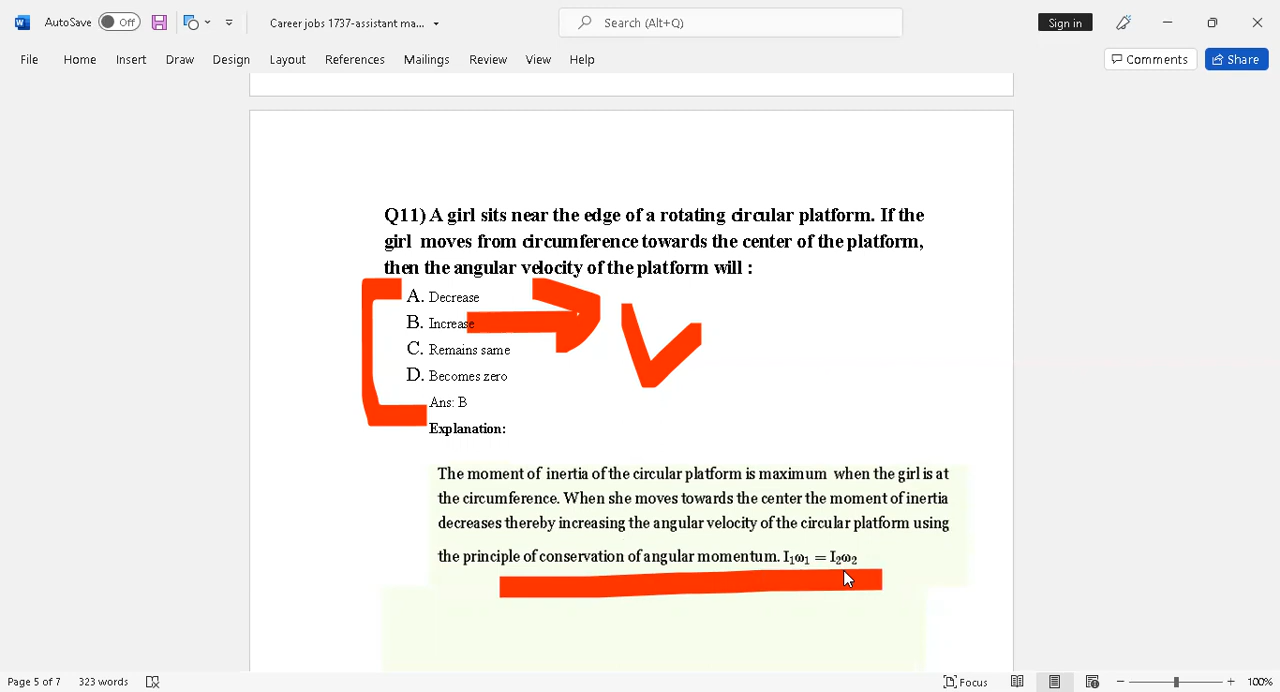 AutoSave Off Career jobs 1737-assistant ma... Search (Alt+Q) Sign in
File Home Insert Draw Design Layout References Mailings Review View Help Comments Share
Q11) A girl sits near the edge of a rotating circular platform. If the
girl moves from circumference towards the center of the platform,
then the angular velocity of the platform will :
A. Decrease
B. Increase
C. Remains same
D. Becomes zero
Ans: B
Explanation:
The moment of inertia of the circular platform is maximum when the girl is at
the circumference. When she moves towards the center the moment of inertia
decreases thereby increasing the angular velocity of the circular platform using
the principle of conservation of angular momentum. I₁ω₁ = I₂ω₂
Page 5 of 7 323 words Focus 100%